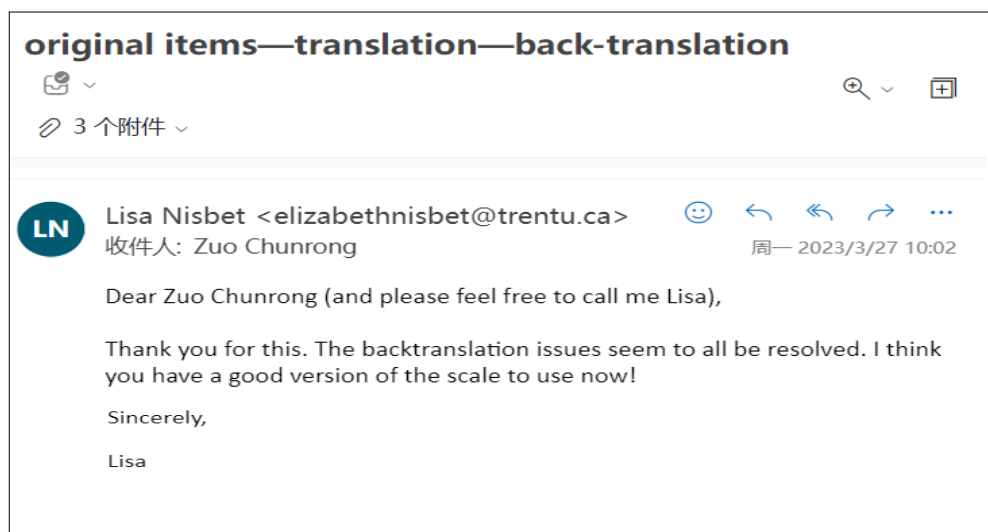 original items—translation—back-translation
3 个附件
LN
Lisa Nisbet <elizabethnisbet@trentu.ca>
收件人: Zuo Chunrong
周一 2023/3/27 10:02
Dear Zuo Chunrong (and please feel free to call me Lisa),
Thank you for this. The backtranslation issues seem to all be resolved. I think
you have a good version of the scale to use now!
Sincerely,
Lisa